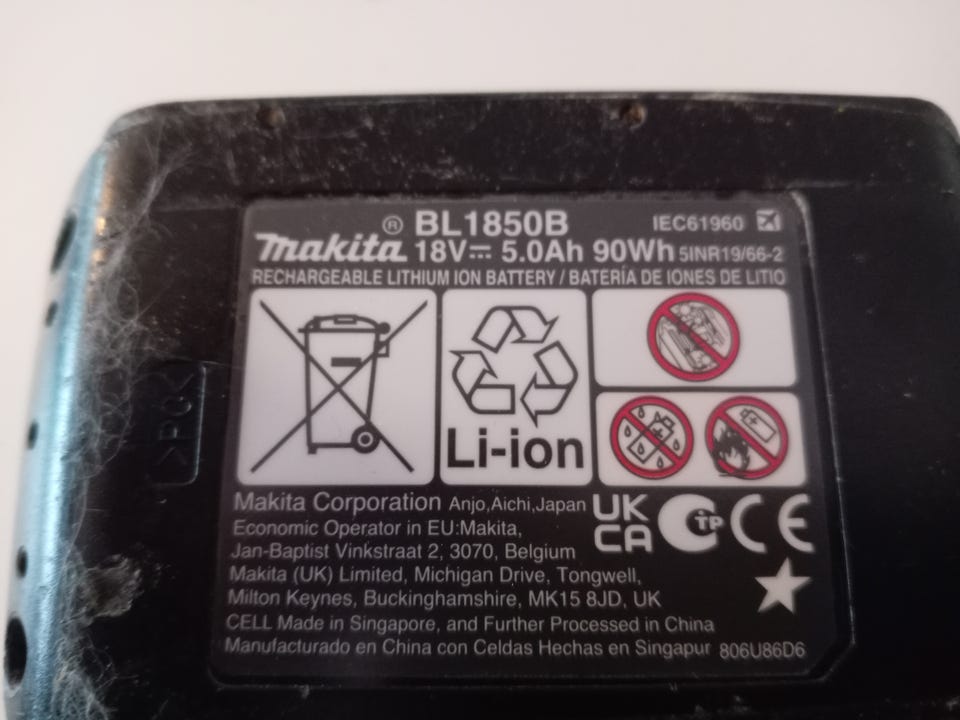 ® BL1850B IEC61960
makita 18V⎓ 5.0Ah 90Wh 5INR19/66-2
RECHARGEABLE LITHIUM ION BATTERY / BATERÍA DE IONES DE LITIO
Li-ion
>PC<
Makita Corporation Anjo,Aichi,Japan
Economic Operator in EU:Makita,
Jan-Baptist Vinkstraat 2, 3070, Belgium
Makita (UK) Limited, Michigan Drive, Tongwell,
Milton Keynes, Buckinghamshire, MK15 8JD, UK
CELL Made in Singapore, and Further Processed in China
Manufacturado en China con Celdas Hechas en Singapur 806U86D6
UK
CA
TP
CE